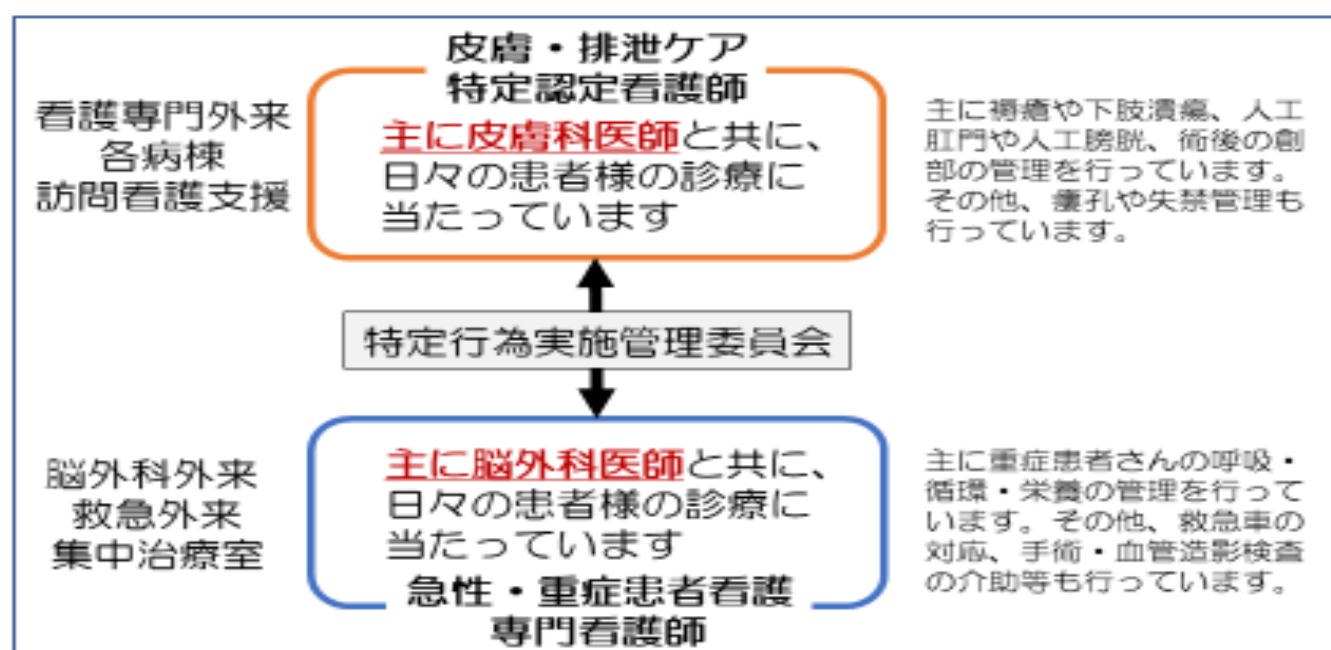 皮膚・排泄ケア
特定認定看護師
看護専門外来
各病棟
訪問看護支援
主に皮膚科医師と共に、
日々の患者様の診療に
当たっています
主に褥瘡や下肢潰瘍、人工
肛門や人工膀胱、術後の創
部の管理を行っています。
その他、瘻孔や失禁管理も
行っています。
特定行為実施管理委員会
脳外科外来
救急外来
集中治療室
主に脳外科医師と共に、
日々の患者様の診療に
当たっています
急性・重症患者看護
専門看護師
主に重症患者さんの呼吸・
循環・栄養の管理を行って
います。その他、救急車の
対応、手術・血管造影検査
の介助等も行っています。